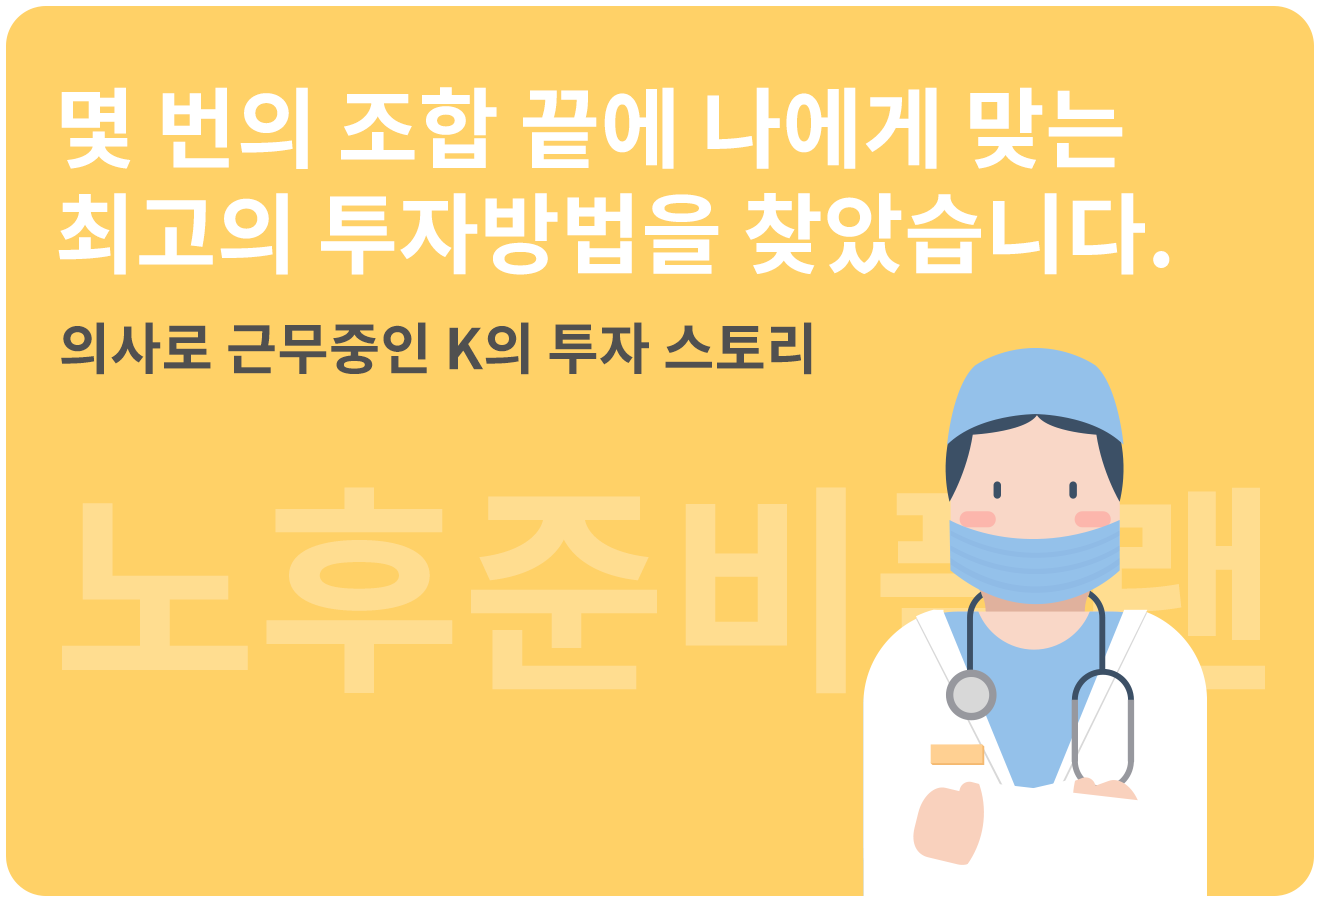 몇 번의 조합 끝에 나에게 맞는
최고의 투자방법을 찾았습니다.
의사로 근무중인 K의 투자 스토리
노후준비플랜